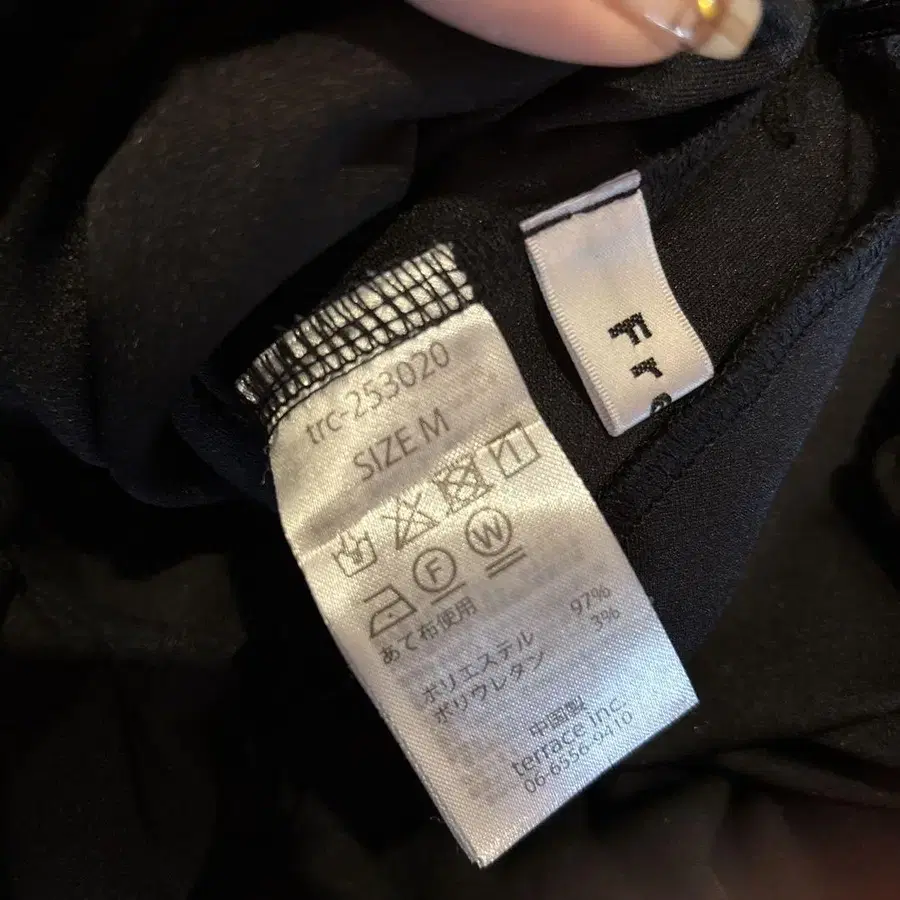 trc-253020
SIZE M
F
W
あて布使用
ポリエステル 97%
ポリウレタン 3%
中国製
terrace inc.
06-6556-9410
Fr